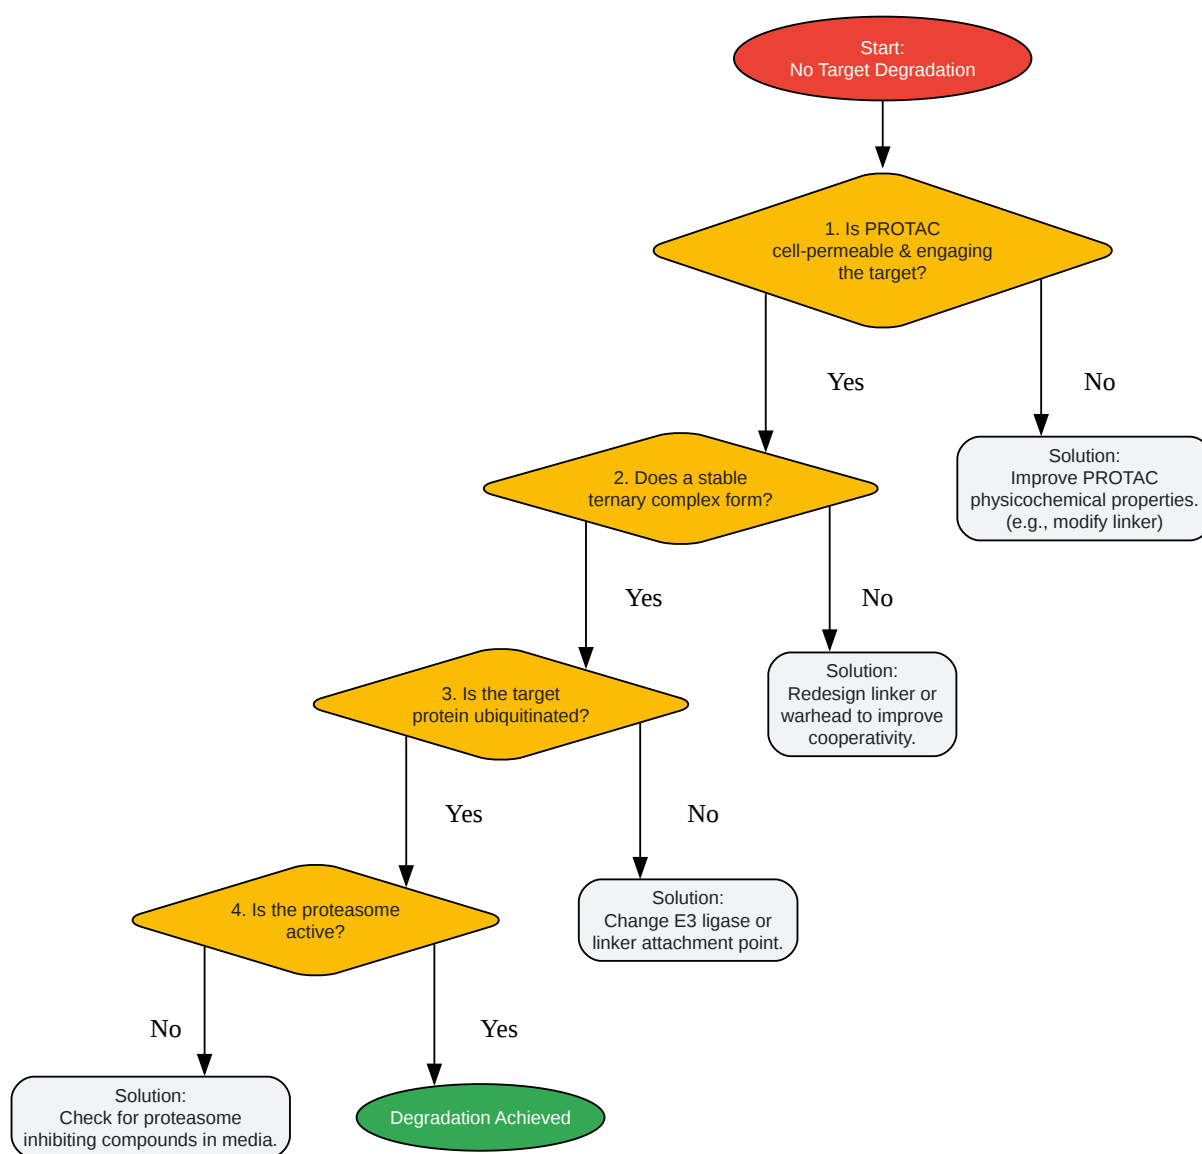 Start:
No Target Degradation
1. Is PROTAC
cell-permeable & engaging
the target?
Yes
No
2. Does a stable
ternary complex form?
Solution:
Improve PROTAC
physicochemical properties.
(e.g., modify linker)
Yes
No
3. Is the target
protein ubiquitinated?
Solution:
Redesign linker or
warhead to improve
cooperativity.
Yes
No
4. Is the proteasome
active?
Solution:
Change E3 ligase or
linker attachment point.
No
Yes
Solution:
Check for proteasome
inhibiting compounds in media.
Degradation Achieved